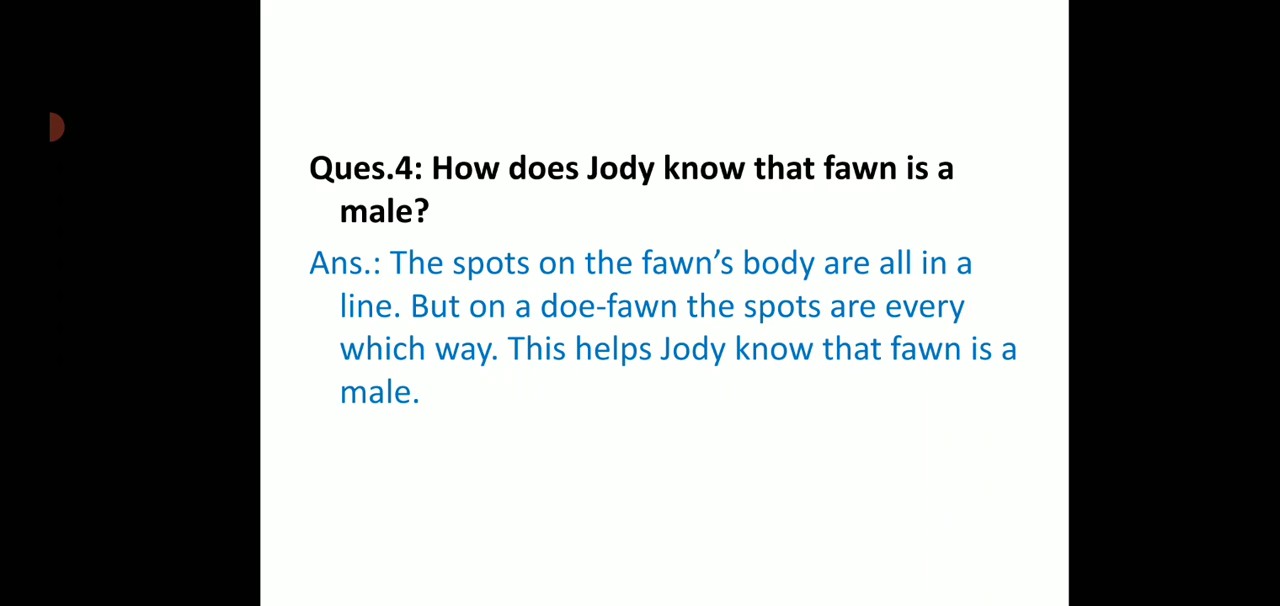 Ques.4: How does Jody know that fawn is a
male?
Ans.: The spots on the fawn’s body are all in a
line. But on a doe-fawn the spots are every
which way. This helps Jody know that fawn is a
male.